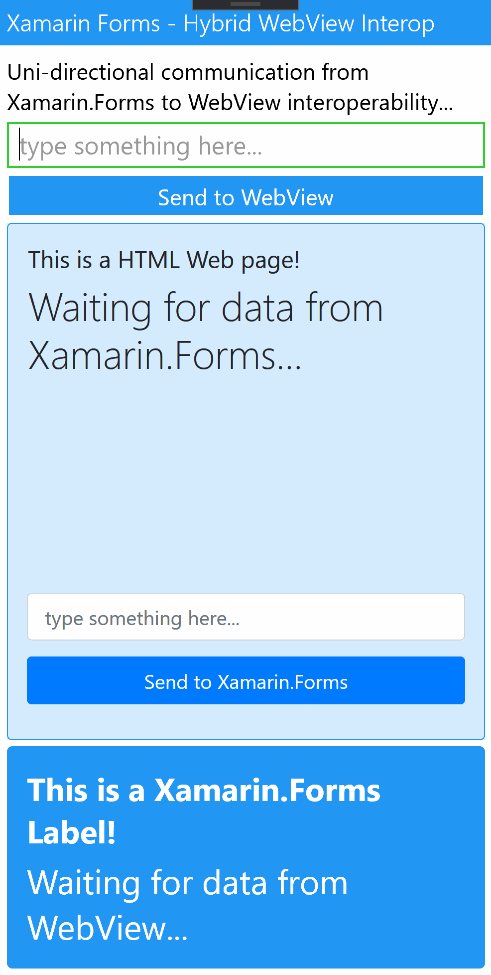 Xamarin Forms - Hybrid WebView Interop
Uni-directional communication from
Xamarin.Forms to WebView interoperability...
type something here...
Send to WebView
This is a HTML Web page!
Waiting for data from
Xamarin.Forms...
type something here...
Send to Xamarin.Forms
This is a Xamarin.Forms
Label!
Waiting for data from
WebView...